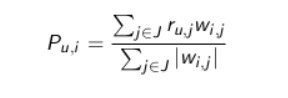 P_{u,i} = \frac{\sum_{j \in J} r_{u,j} w_{i,j}}{\sum_{j \in J} |w_{i,j}|}